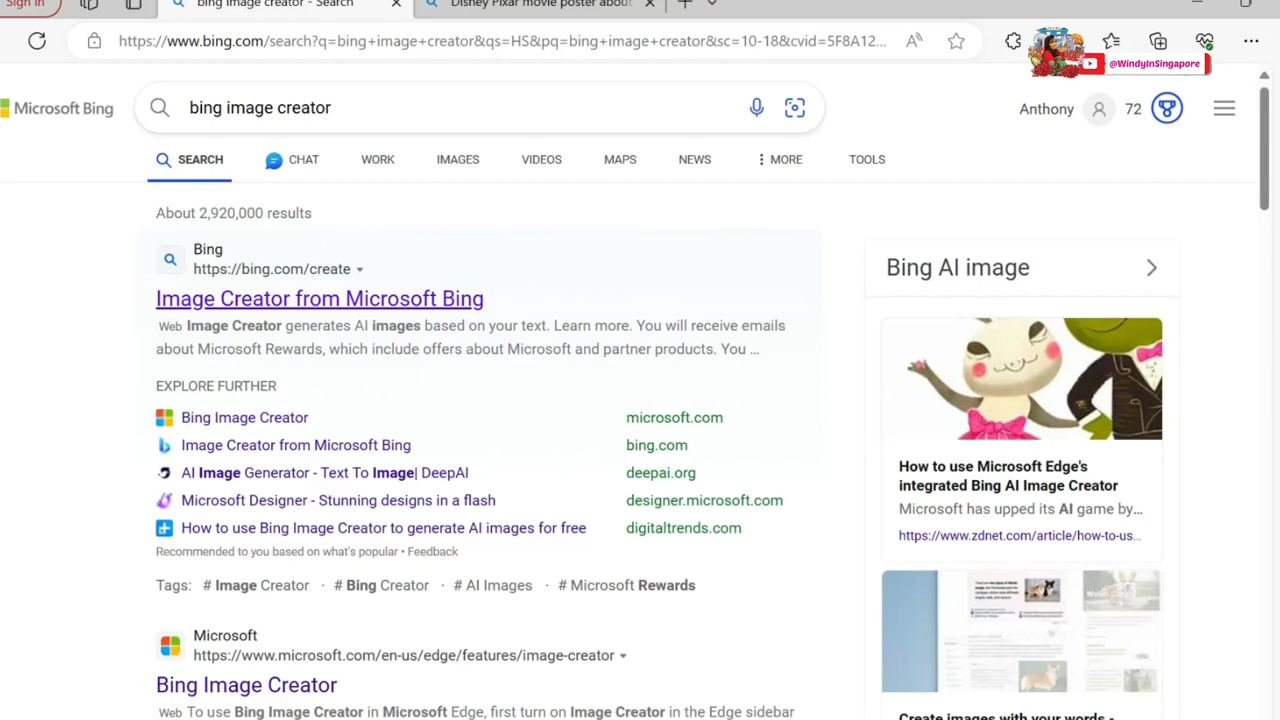 Sign in
bing image creator - Search
Disney Pixar movie poster about
https://www.bing.com/search?q=bing+image+creator&qs=HS&pq=bing+image+creator&sc=10-18&cvid=5F8A12...
@WindyInSingapore
Microsoft Bing
bing image creator
Anthony
72
SEARCH
CHAT
WORK
IMAGES
VIDEOS
MAPS
NEWS
MORE
TOOLS
About 2,920,000 results
Bing
https://bing.com/create
Image Creator from Microsoft Bing
Web Image Creator generates AI images based on your text. Learn more. You will receive emails
about Microsoft Rewards, which include offers about Microsoft and partner products. You ...
EXPLORE FURTHER
Bing Image Creator microsoft.com
Image Creator from Microsoft Bing bing.com
AI Image Generator - Text To Image| DeepAI deepai.org
Microsoft Designer - Stunning designs in a flash designer.microsoft.com
How to use Bing Image Creator to generate AI images for free digitaltrends.com
Recommended to you based on what's popular • Feedback
Tags: # Image Creator · # Bing Creator · # AI Images · # Microsoft Rewards
Microsoft
https://www.microsoft.com/en-us/edge/features/image-creator
Bing Image Creator
Web To use Bing Image Creator in Microsoft Edge, first turn on Image Creator in the Edge sidebar
Bing AI image
How to use Microsoft Edge's
integrated Bing AI Image Creator
Microsoft has upped its AI game by...
https://www.zdnet.com/article/how-to-us...
Create images with your words -